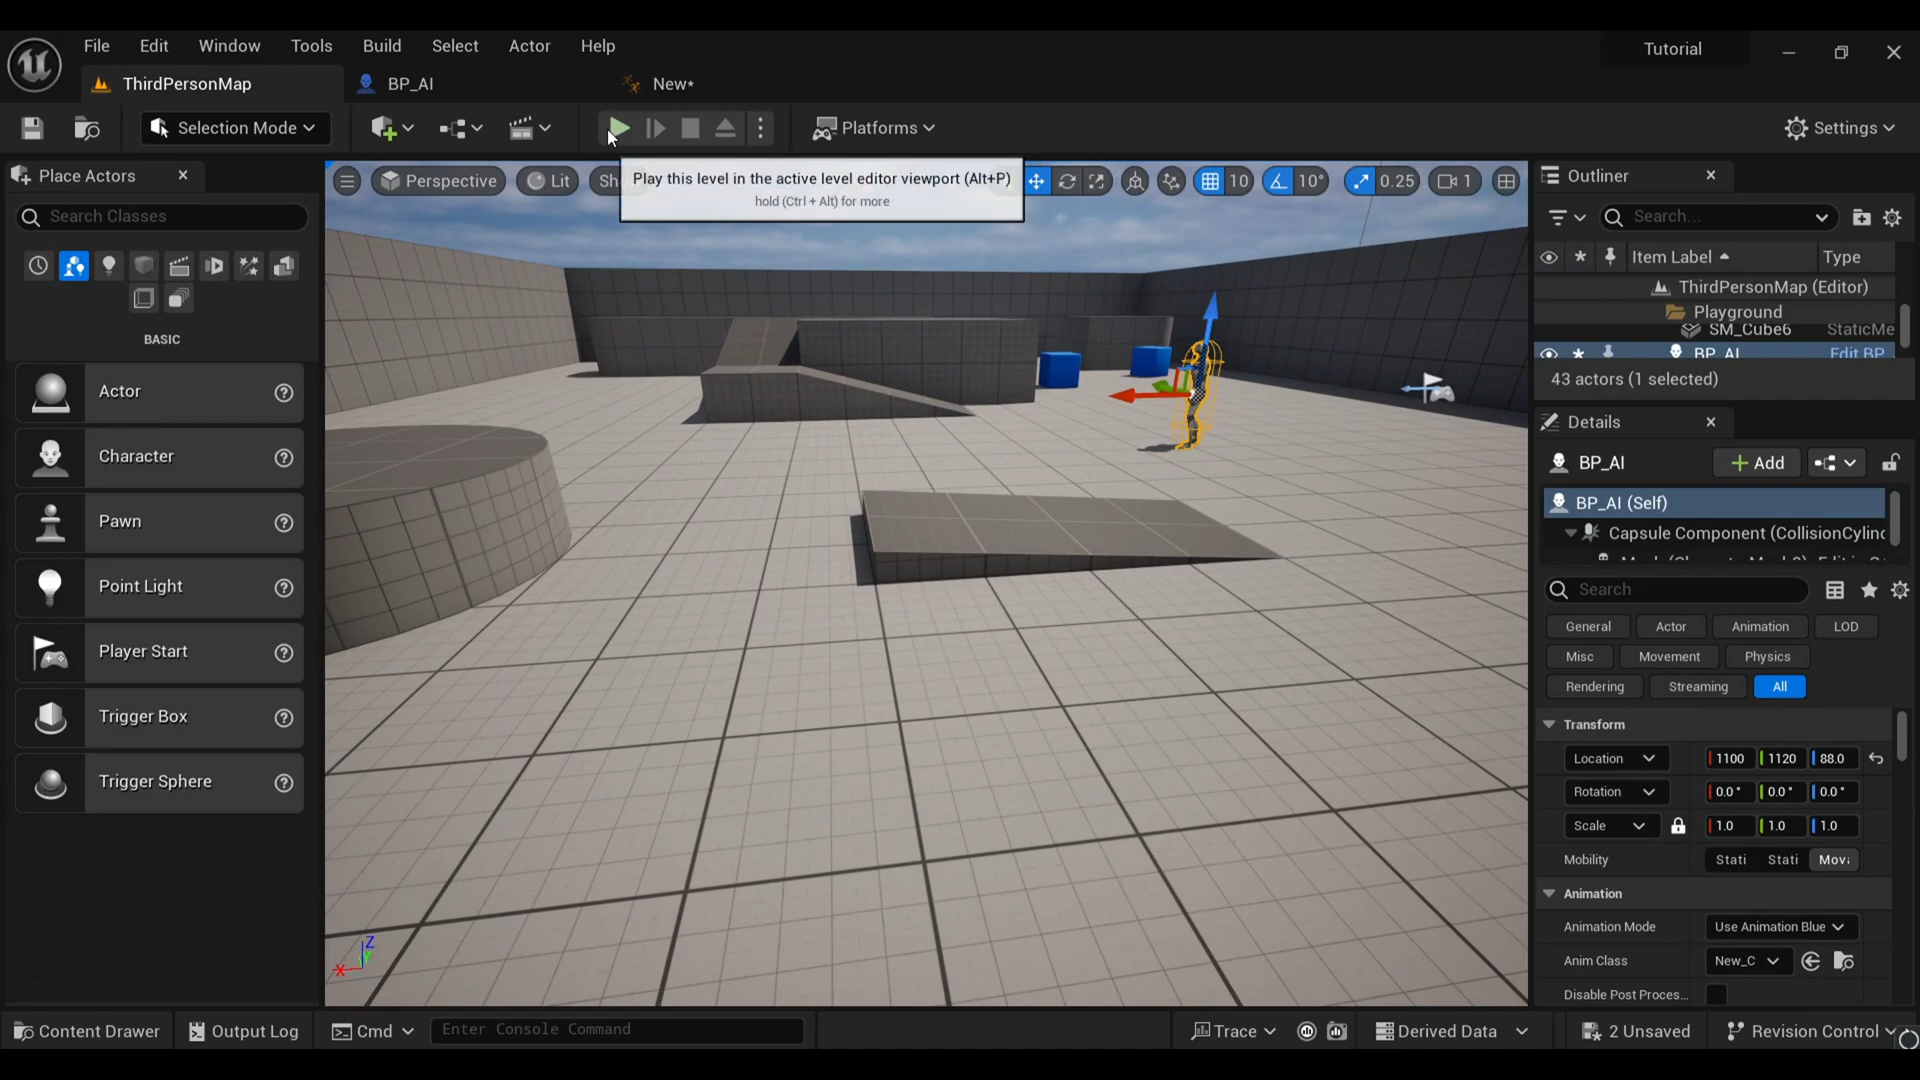 File Edit Window Tools Build Select Actor Help
Tutorial
ThirdPersonMap
BP_AI
New*
Selection Mode
Platforms
Settings
Place Actors
Search Classes
BASIC
Actor
Character
Pawn
Point Light
Player Start
Trigger Box
Trigger Sphere
Perspective
Lit
Sh
Play this level in the active level editor viewport (Alt+P)
hold (Ctrl + Alt) for more
10
10°
0.25
1
Z
Y
X
Outliner
Search...
Item Label
Type
ThirdPersonMap (Editor)
Playground
SM_Cube6 StaticMe
BP_AI Edit BP
43 actors (1 selected)
Details
BP_AI
Add
BP_AI (Self)
Capsule Component (CollisionCylinc
Search
General Actor Animation LOD
Misc Movement Physics
Rendering Streaming All
Transform
Location 1100 1120 88.0
Rotation 0.0° 0.0° 0.0°
Scale 1.0 1.0 1.0
Mobility Stati Stati Mov
Animation
Animation Mode Use Animation Blue
Anim Class New_C
Disable Post Proces...
Content Drawer
Output Log
Cmd
Enter Console Command
Trace
Derived Data
2 Unsaved
Revision Control